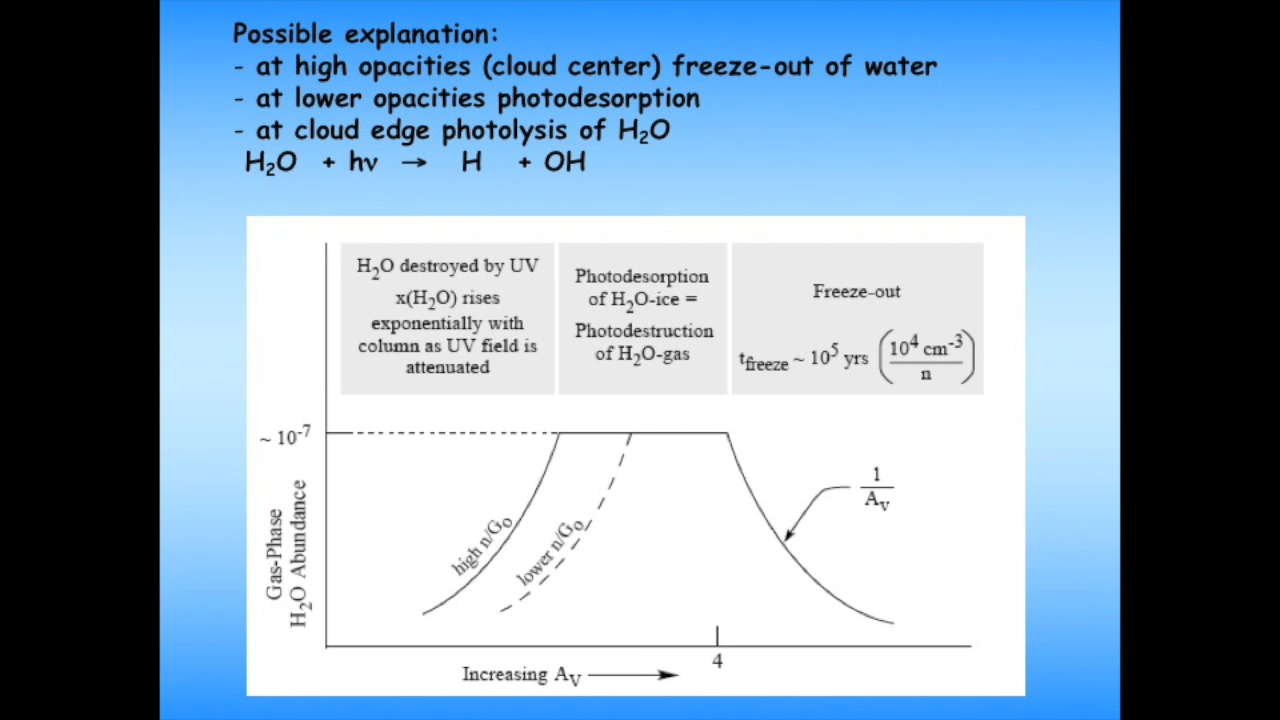 Possible explanation:
- at high opacities (cloud center) freeze-out of water
- at lower opacities photodesorption
- at cloud edge photolysis of H₂O
H₂O + hν → H + OH
H₂O destroyed by UV
x(H₂O) rises
exponentially with
column as UV field is
attenuated
Photodesorption
of H₂O-ice =
Photodestruction
of H₂O-gas
Freeze-out
t_freeze ~ 10⁵ yrs (10⁴ cm⁻³ / n)
~ 10⁻⁷
Gas-Phase
H₂O Abundance
high n/G₀
lower n/G₀
1
A_V
4
Increasing A_V →